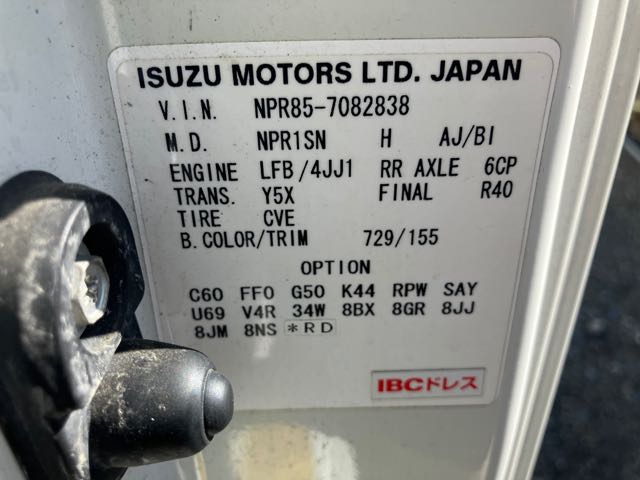 ISUZU MOTORS LTD. JAPAN
V.I.N. NPR85-7082838
M.D. NPR1SN H AJ/BI
ENGINE LFB/4JJ1 RR AXLE 6CP
TRANS. Y5X FINAL R40
TIRE CVE
B.COLOR/TRIM 729/155
OPTION
C60 FF0 G50 K44 RPW SAY
U69 V4R 34W 8BX 8GR 8JJ
8JM 8NS *RD
IBCドレス